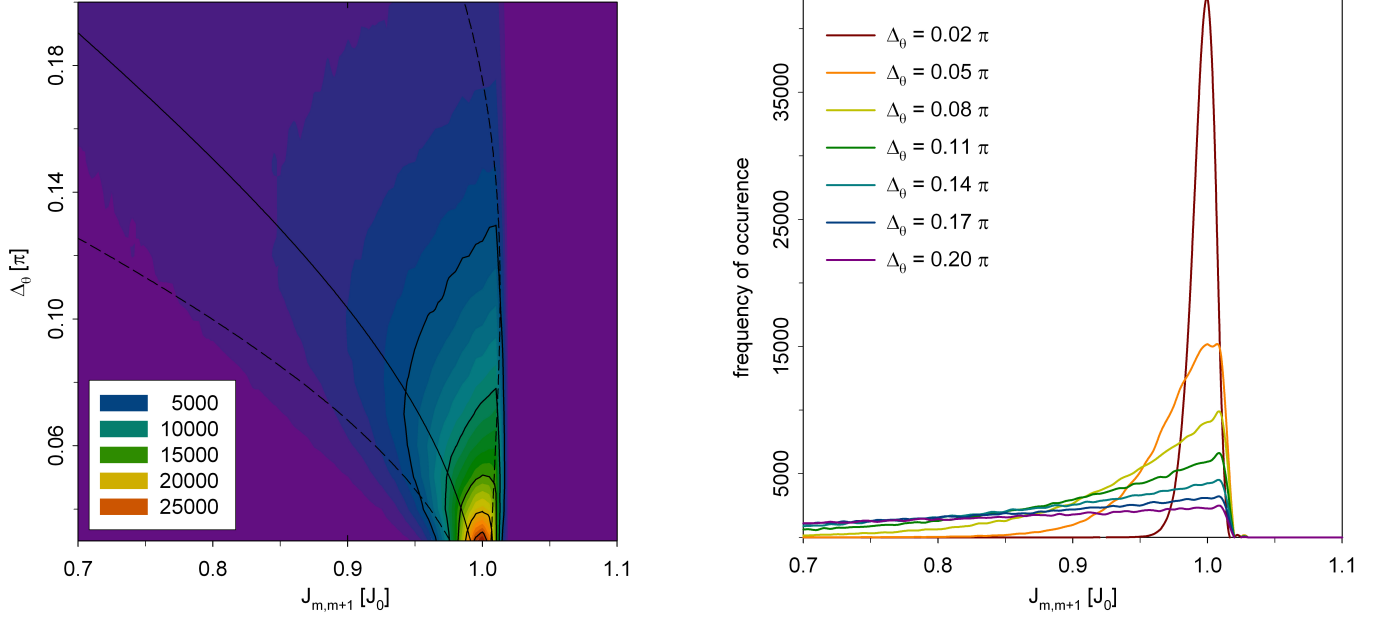 0.18
0.14
0.10
0.06
Δθ [π]
5000
10000
15000
20000
25000
0.7 0.8 0.9 1.0 1.1
Jm,m+1 [J0]
Δθ = 0.02 π
Δθ = 0.05 π
Δθ = 0.08 π
Δθ = 0.11 π
Δθ = 0.14 π
Δθ = 0.17 π
Δθ = 0.20 π
35000
25000
15000
5000
frequency of occurence
0.7 0.8 0.9 1.0 1.1
Jm,m+1 [J0]